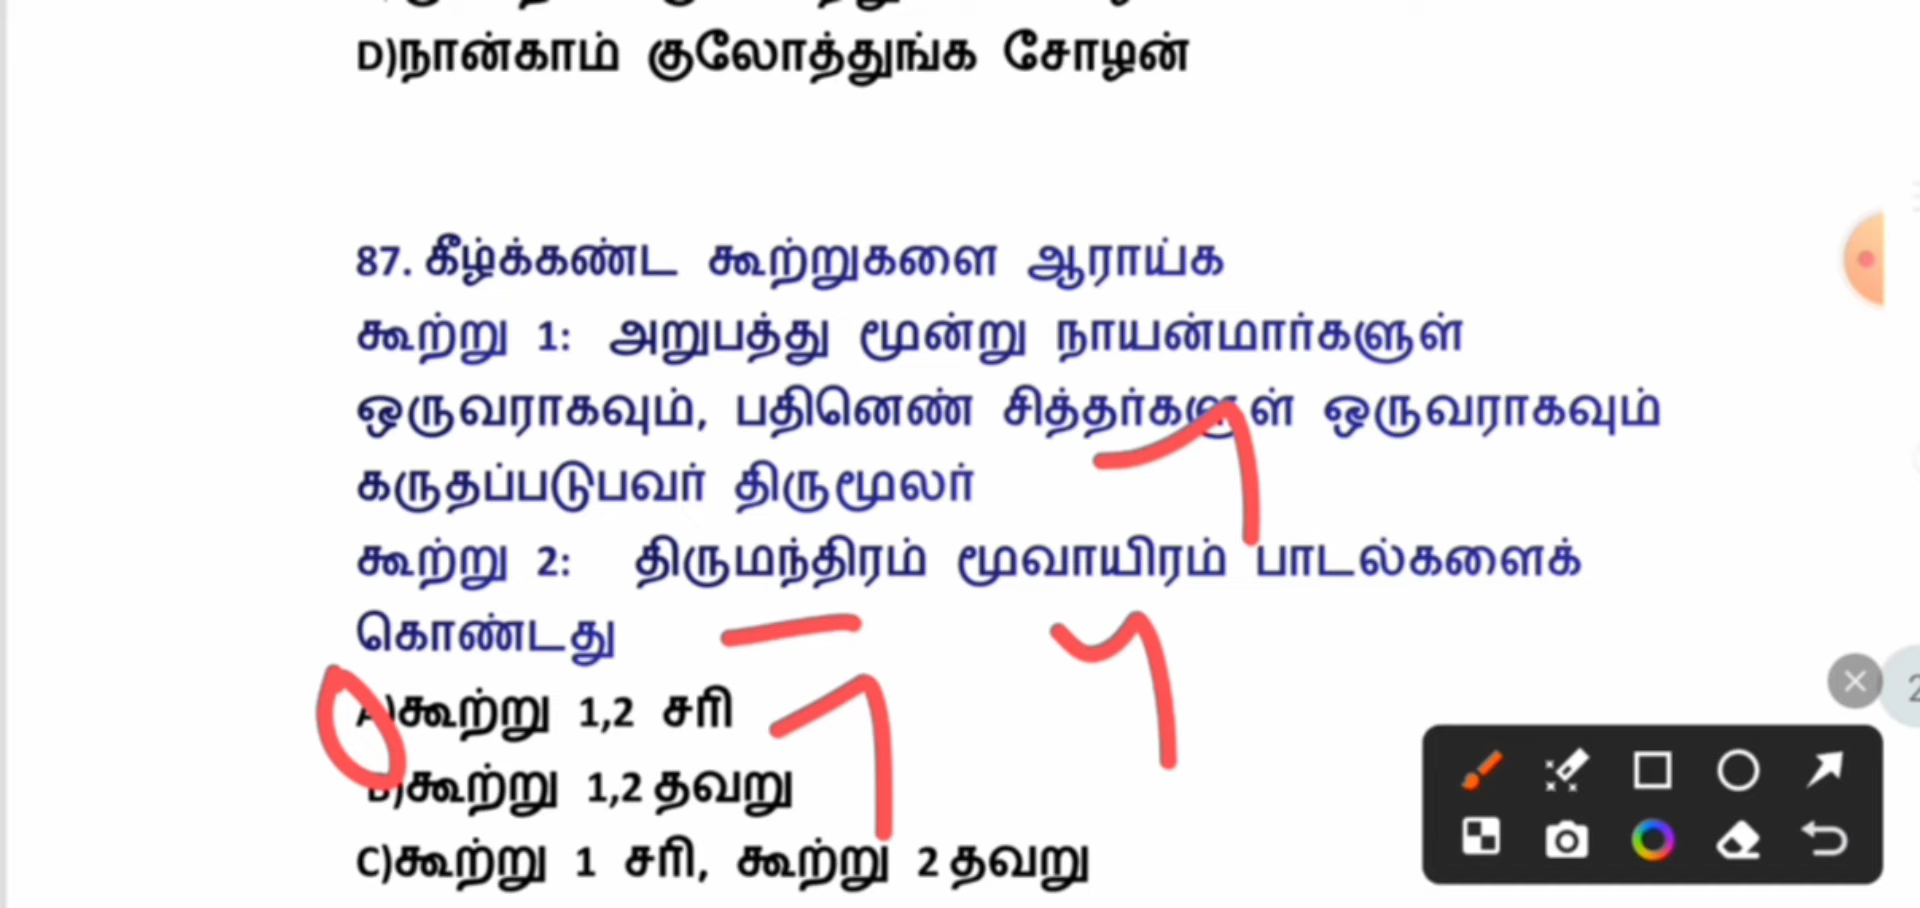 D)நான்காம் குலோத்துங்க சோழன்
87. கீழ்க்கண்ட கூற்றுகளை ஆராய்க
கூற்று 1: அறுபத்து மூன்று நாயன்மார்களுள்
ஒருவராகவும், பதினெண் சித்தர்களுள் ஒருவராகவும்
கருதப்படுபவர் திருமூலர்
கூற்று 2: திருமந்திரம் மூவாயிரம் பாடல்களைக்
கொண்டது
A)கூற்று 1,2 சரி
B)கூற்று 1,2 தவறு
C)கூற்று 1 சரி, கூற்று 2 தவறு